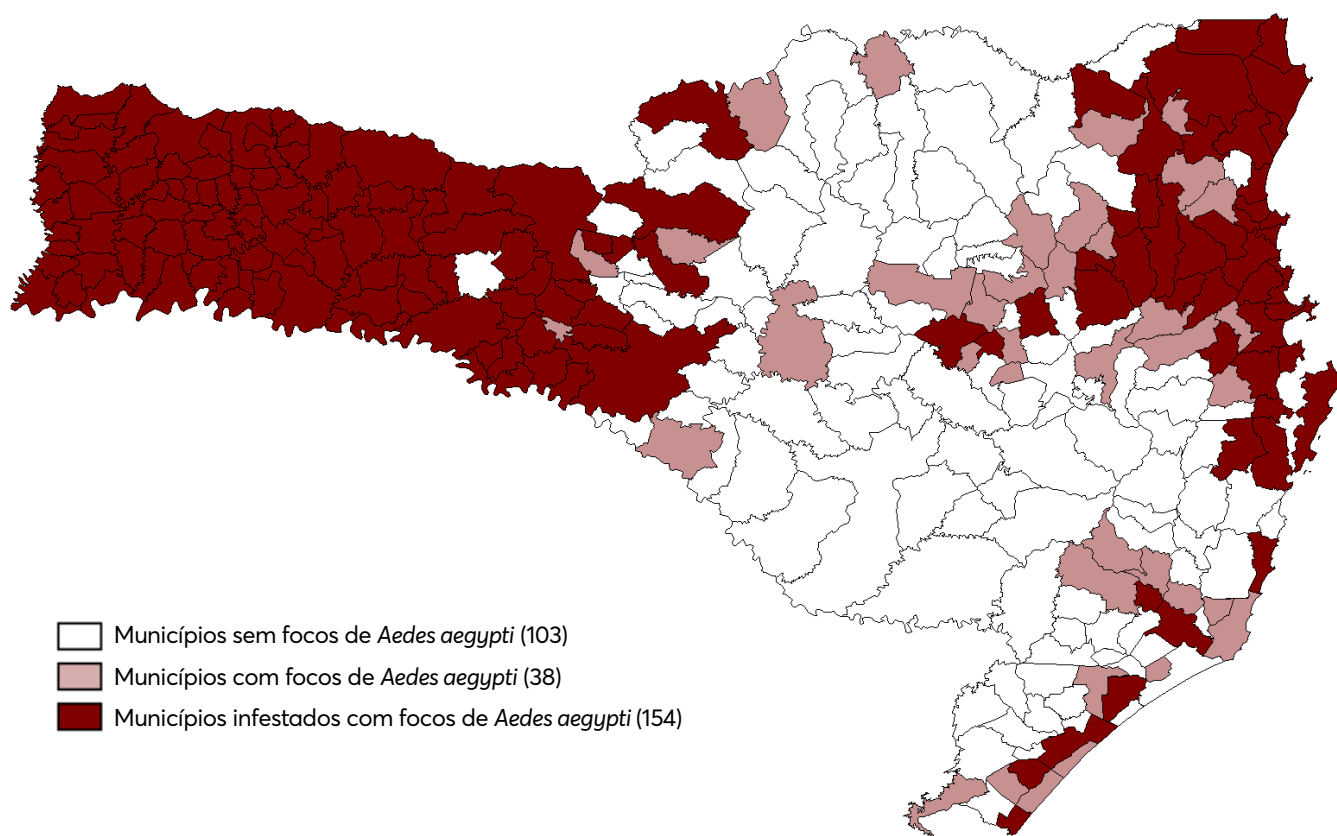 Municípios sem focos de Aedes aegypti (103)
Municípios com focos de Aedes aegypti (38)
Municípios infestados com focos de Aedes aegypti (154)